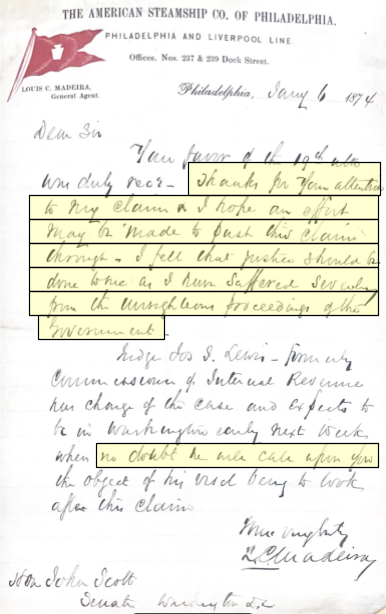 THE AMERICAN STEAMSHIP CO. OF PHILADELPHIA.
PHILADELPHIA AND LIVERPOOL LINE.
Offices, Nos. 237 & 239 Dock Street.
LOUIS C. MADEIRA,
General Agent.
Philadelphia, Jany 6 1874
Dear Sir
Your favor of the 19th ulto
was duly recd - Thanks for Your attention
to my claim & I hope an effort
may be made to push this claim
through - I fell that justice should be
done to me as I have suffered severely
from the unrighteous proceedings of the
Government -
Judge Jos J. Lewis - formerly
Commissioner of Internal Revenue
has charge of the case and Expects to
be in Washington early next week
when no doubt he will call upon you
the object of his visit being to look
after this claim
Yours very truly
L C Madeira
Hon John Scott
Senate Washington D.C